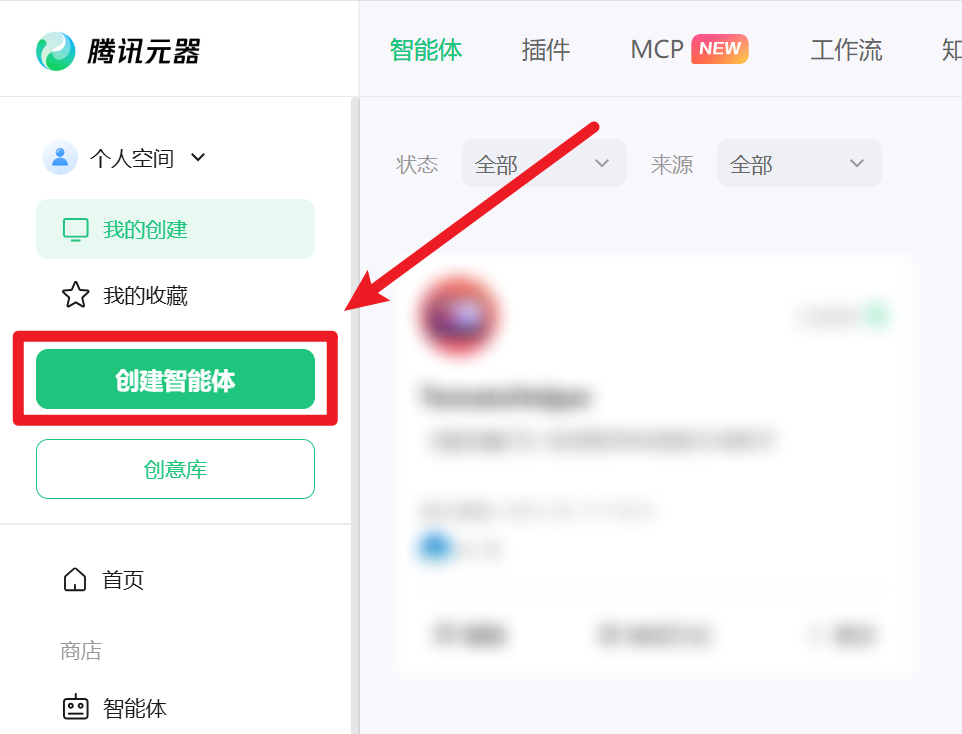 腾讯元器
智能体 插件 MCP NEW 工作流 知
个人空间
我的创建
我的收藏
创建智能体
创意库
首页
商店
智能体
状态 全部 来源 全部